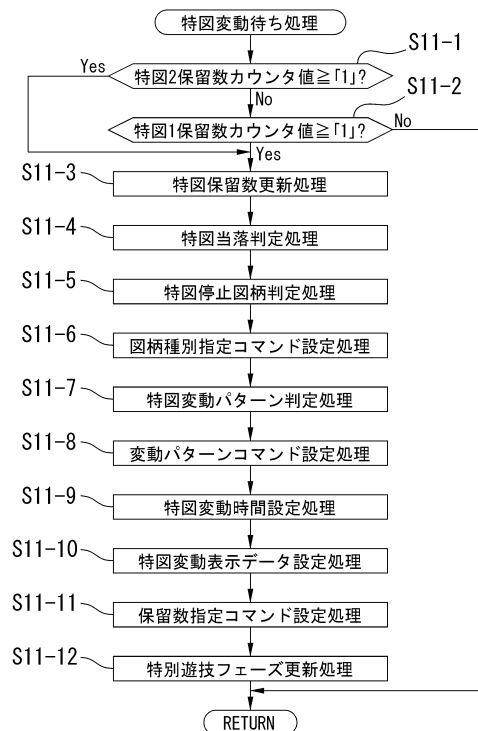 特図変動待ち処理
S11-1
Yes
特図2保留数カウンタ値≧「1」?
No
S11-2
特図1保留数カウンタ値≧「1」?
No
Yes
S11-3
特図保留数更新処理
S11-4
特図当落判定処理
S11-5
特図停止図柄判定処理
S11-6
図柄種別指定コマンド設定処理
S11-7
特図変動パターン判定処理
S11-8
変動パターンコマンド設定処理
S11-9
特図変動時間設定処理
S11-10
特図変動表示データ設定処理
S11-11
保留数指定コマンド設定処理
S11-12
特別遊技フェーズ更新処理
RETURN